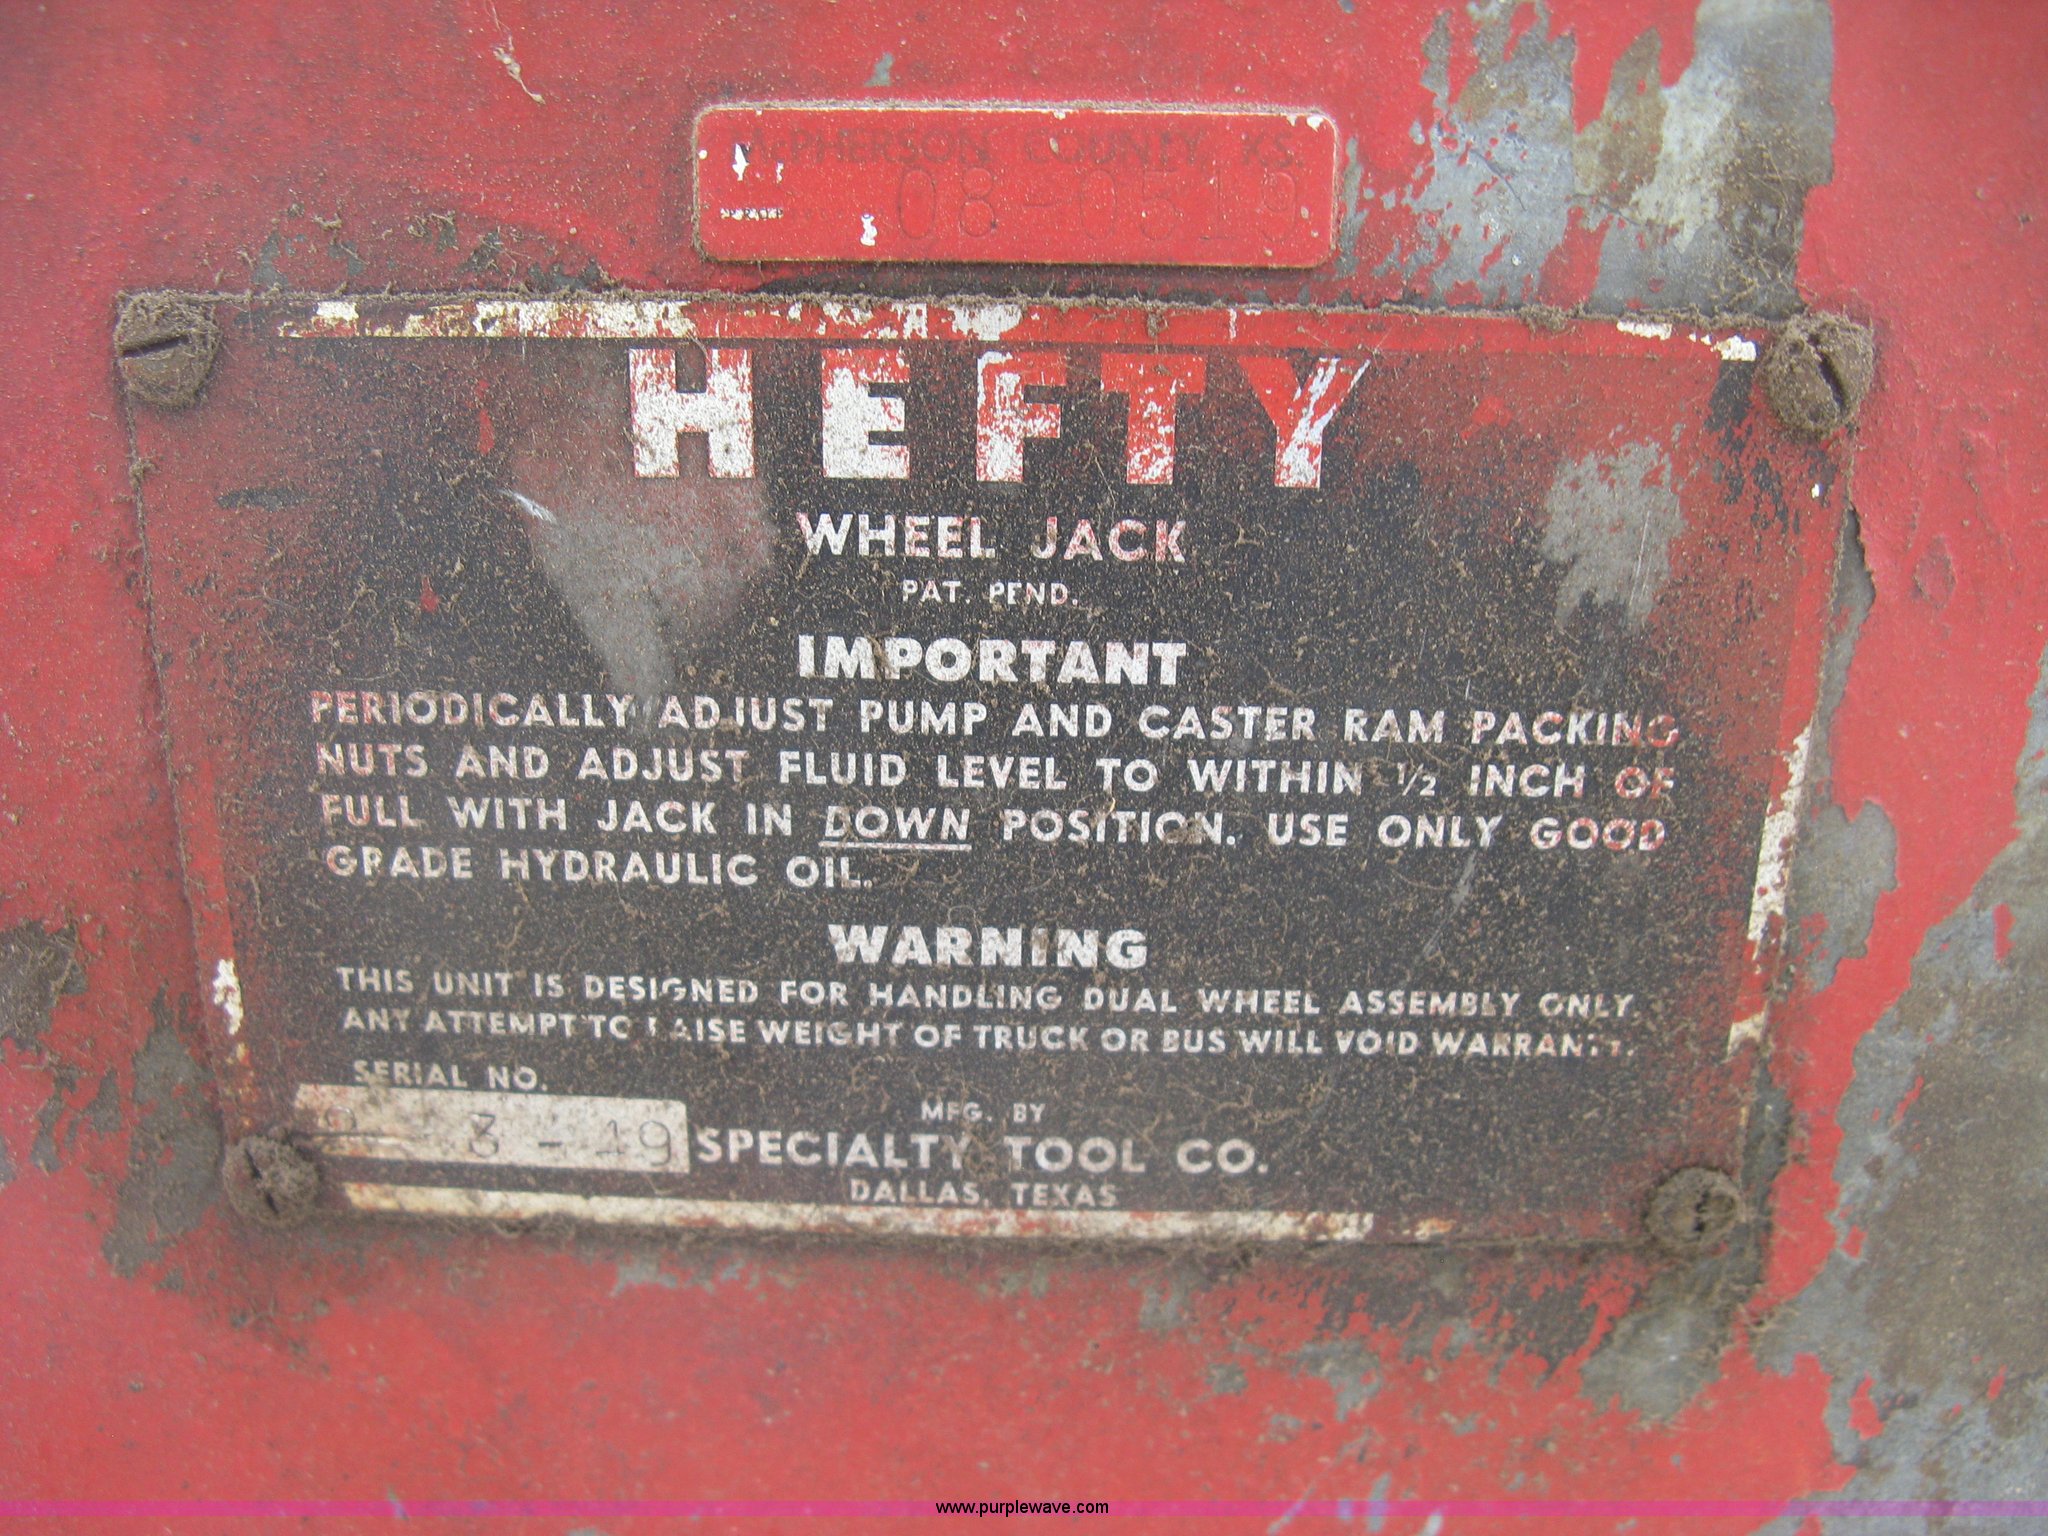 McPHERSON COUNTY, KS.
08-0519
HEFTY
WHEEL JACK
PAT. PEND.
IMPORTANT
PERIODICALLY ADJUST PUMP AND CASTER RAM PACKING
NUTS AND ADJUST FLUID LEVEL TO WITHIN ½ INCH OF
FULL WITH JACK IN DOWN POSITION. USE ONLY GOOD
GRADE HYDRAULIC OIL.
WARNING
THIS UNIT IS DESIGNED FOR HANDLING DUAL WHEEL ASSEMBLY ONLY.
ANY ATTEMPT TO RAISE WEIGHT OF TRUCK OR BUS WILL VOID WARRANTY.
SERIAL NO.
3 - 19
MFG. BY
SPECIALTY TOOL CO.
DALLAS, TEXAS
www.purplewave.com